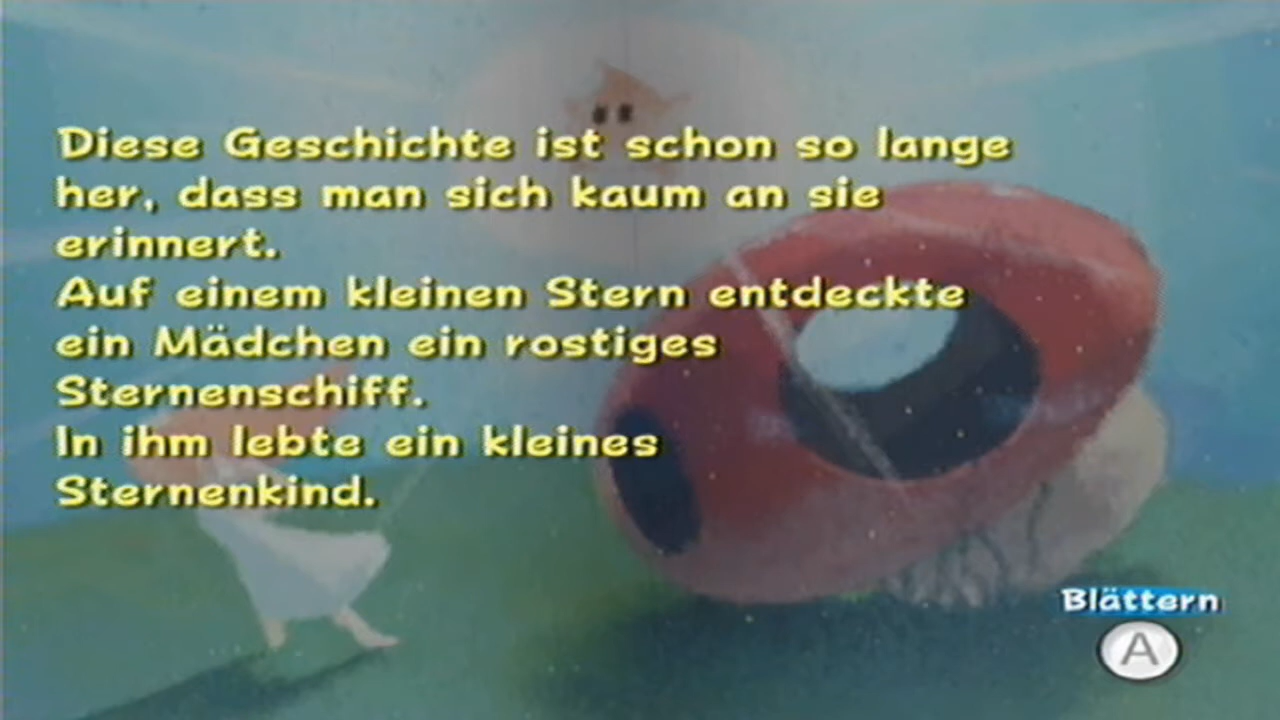 Diese Geschichte ist schon so lange
her, dass man sich kaum an sie
erinnert.
Auf einem kleinen Stern entdeckte
ein Mädchen ein rostiges
Sternenschiff.
In ihm lebte ein kleines
Sternenkind.
Blättern
A